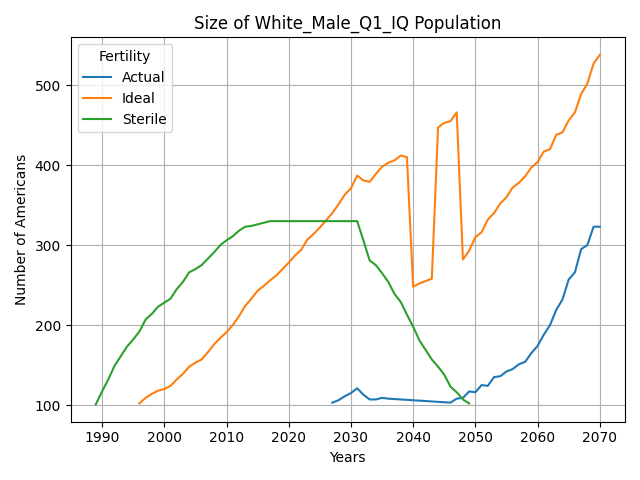 Size of White_Male_Q1_IQ Population
Number of Americans
500
400
300
200
100
Fertility
Actual
Ideal
Sterile
1990 2000 2010 2020 2030 2040 2050 2060 2070
Years